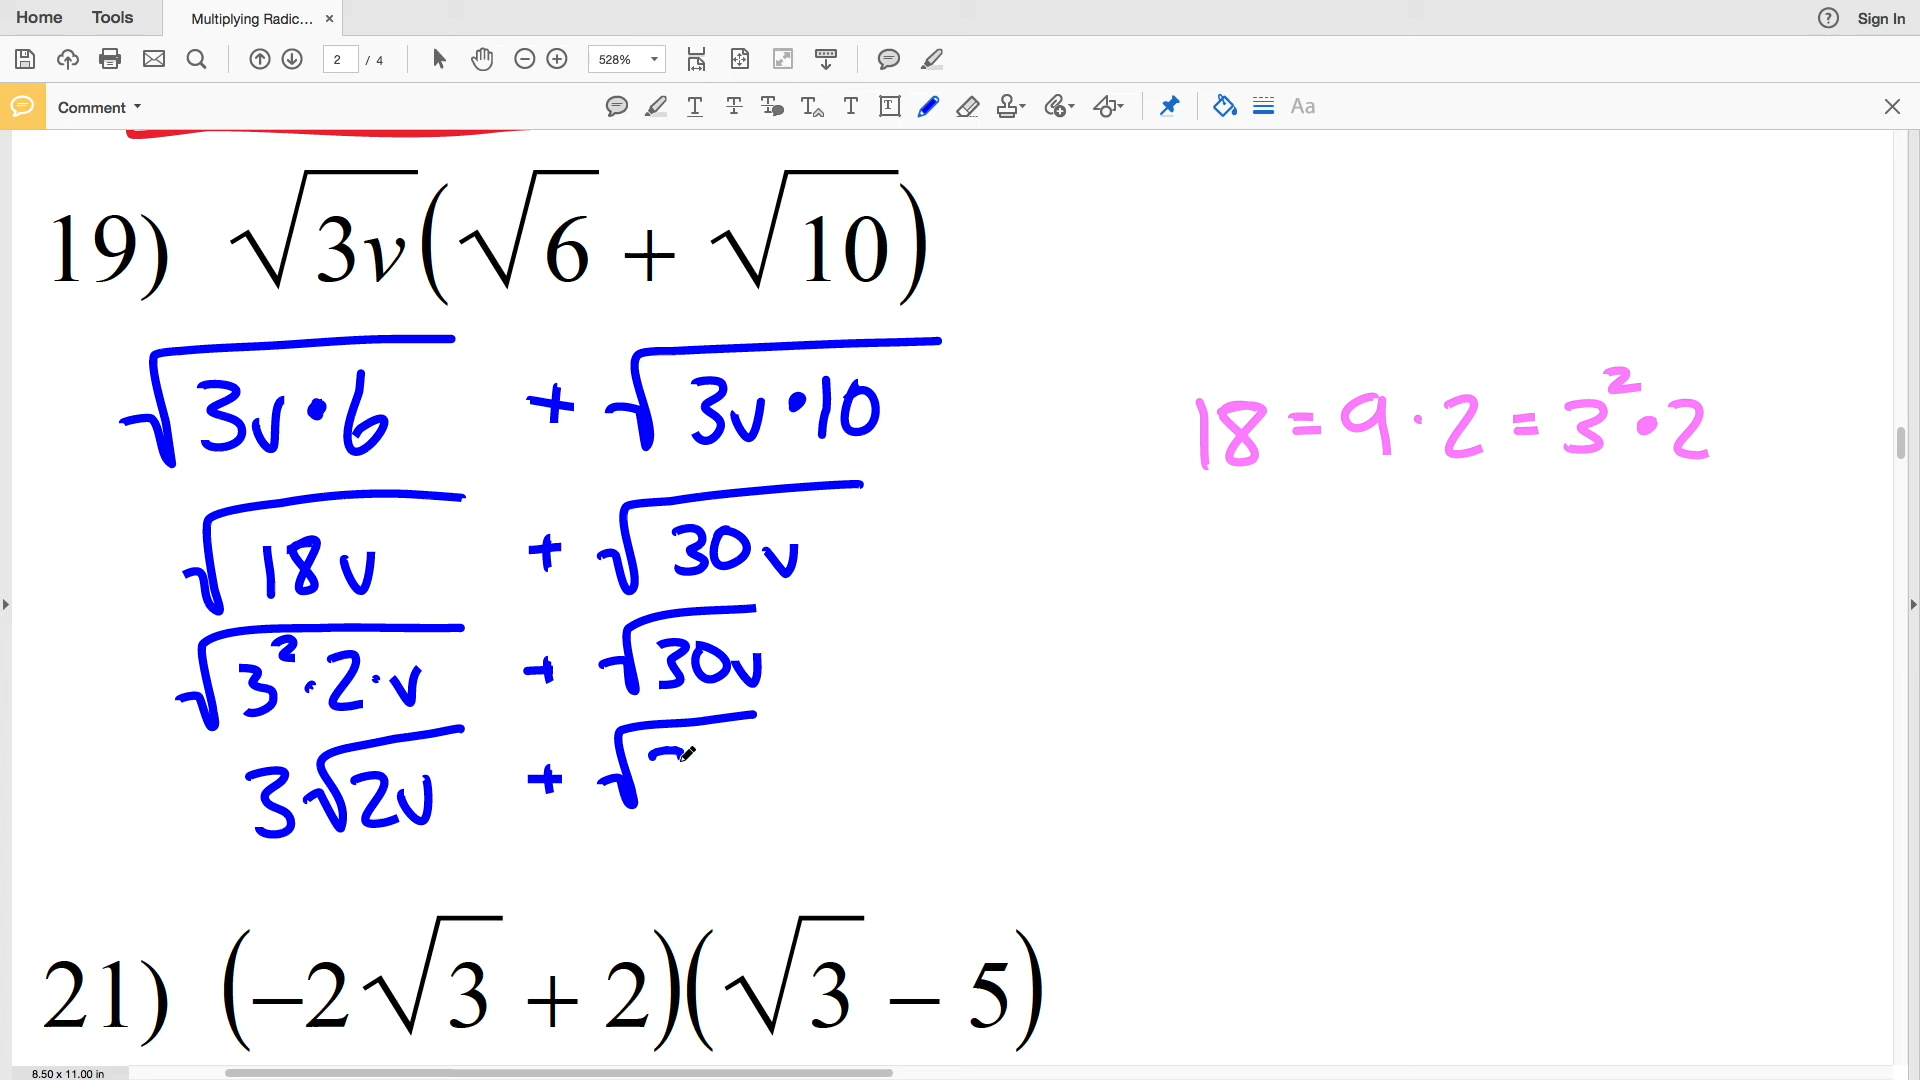 Home Tools Multiplying Radic... × ? Sign In
2 / 4 528%
Comment T T T T T T Aa
19) √3v(√6 + √10)
√3v·6 + √3v·10
18 = 9·2 = 3²·2
√18v + √30v
√3²·2·v + √30v
3√2v + √
21) (−2√3 + 2)(√3 − 5)
8.50 x 11.00 in